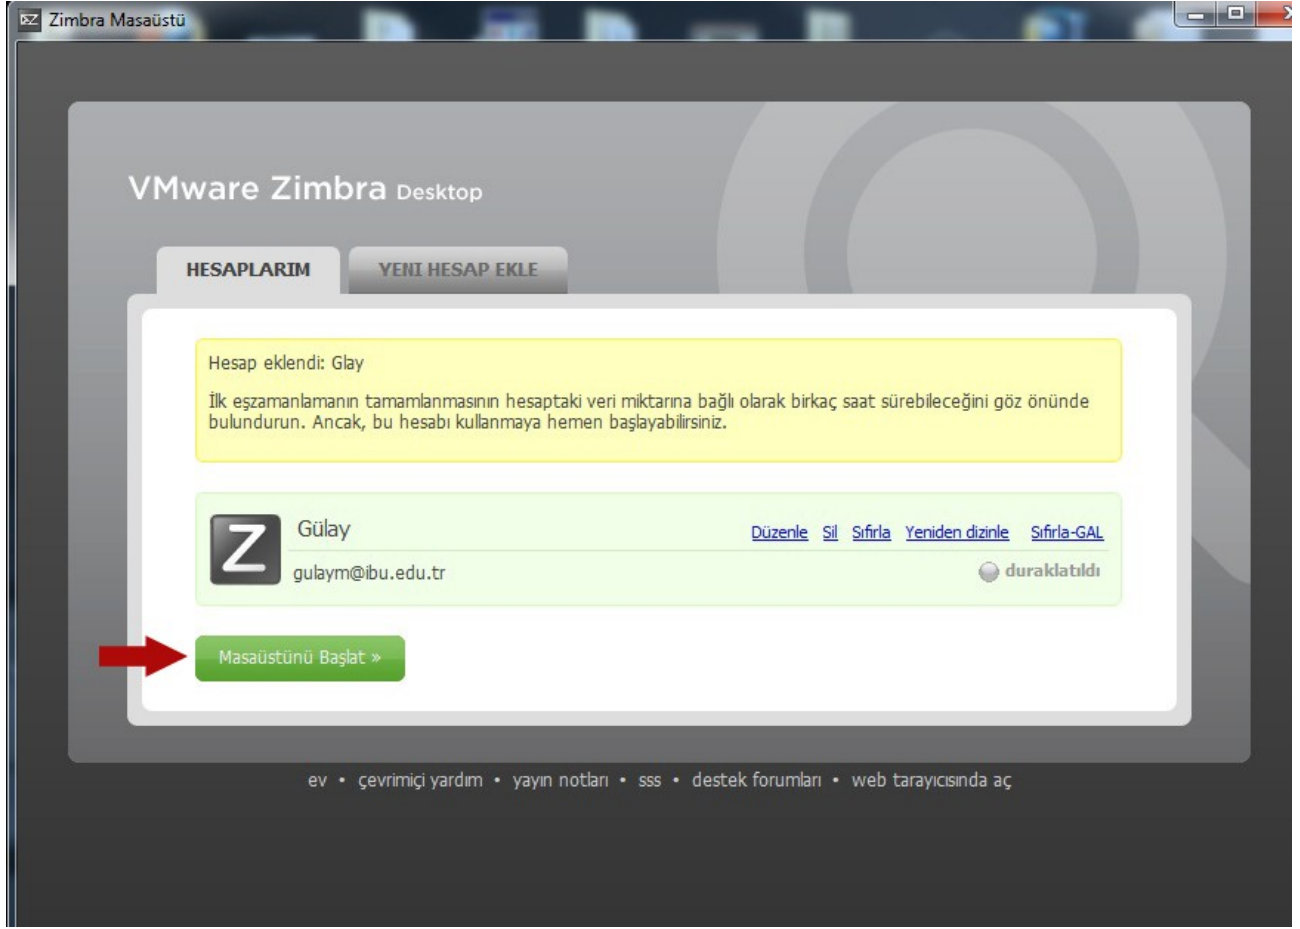 Zimbra Masaüstü
VMware Zimbra Desktop
HESAPLARIM YENI HESAP EKLE
Hesap eklendi: Glay
İlk eşzamanlamanın tamamlanmasının hesaptaki veri miktarına bağlı olarak birkaç saat sürebileceğini göz önünde
bulundurun. Ancak, bu hesabı kullanmaya hemen başlayabilirsiniz.
Z
Gülay Düzenle Sil Sıfırla Yeniden dizinle Sıfırla-GAL
gulaym@ibu.edu.tr duraklatıldı
Masaüstünü Başlat »
ev • çevrimiçi yardım • yayın notları • sss • destek forumları • web tarayıcısında aç